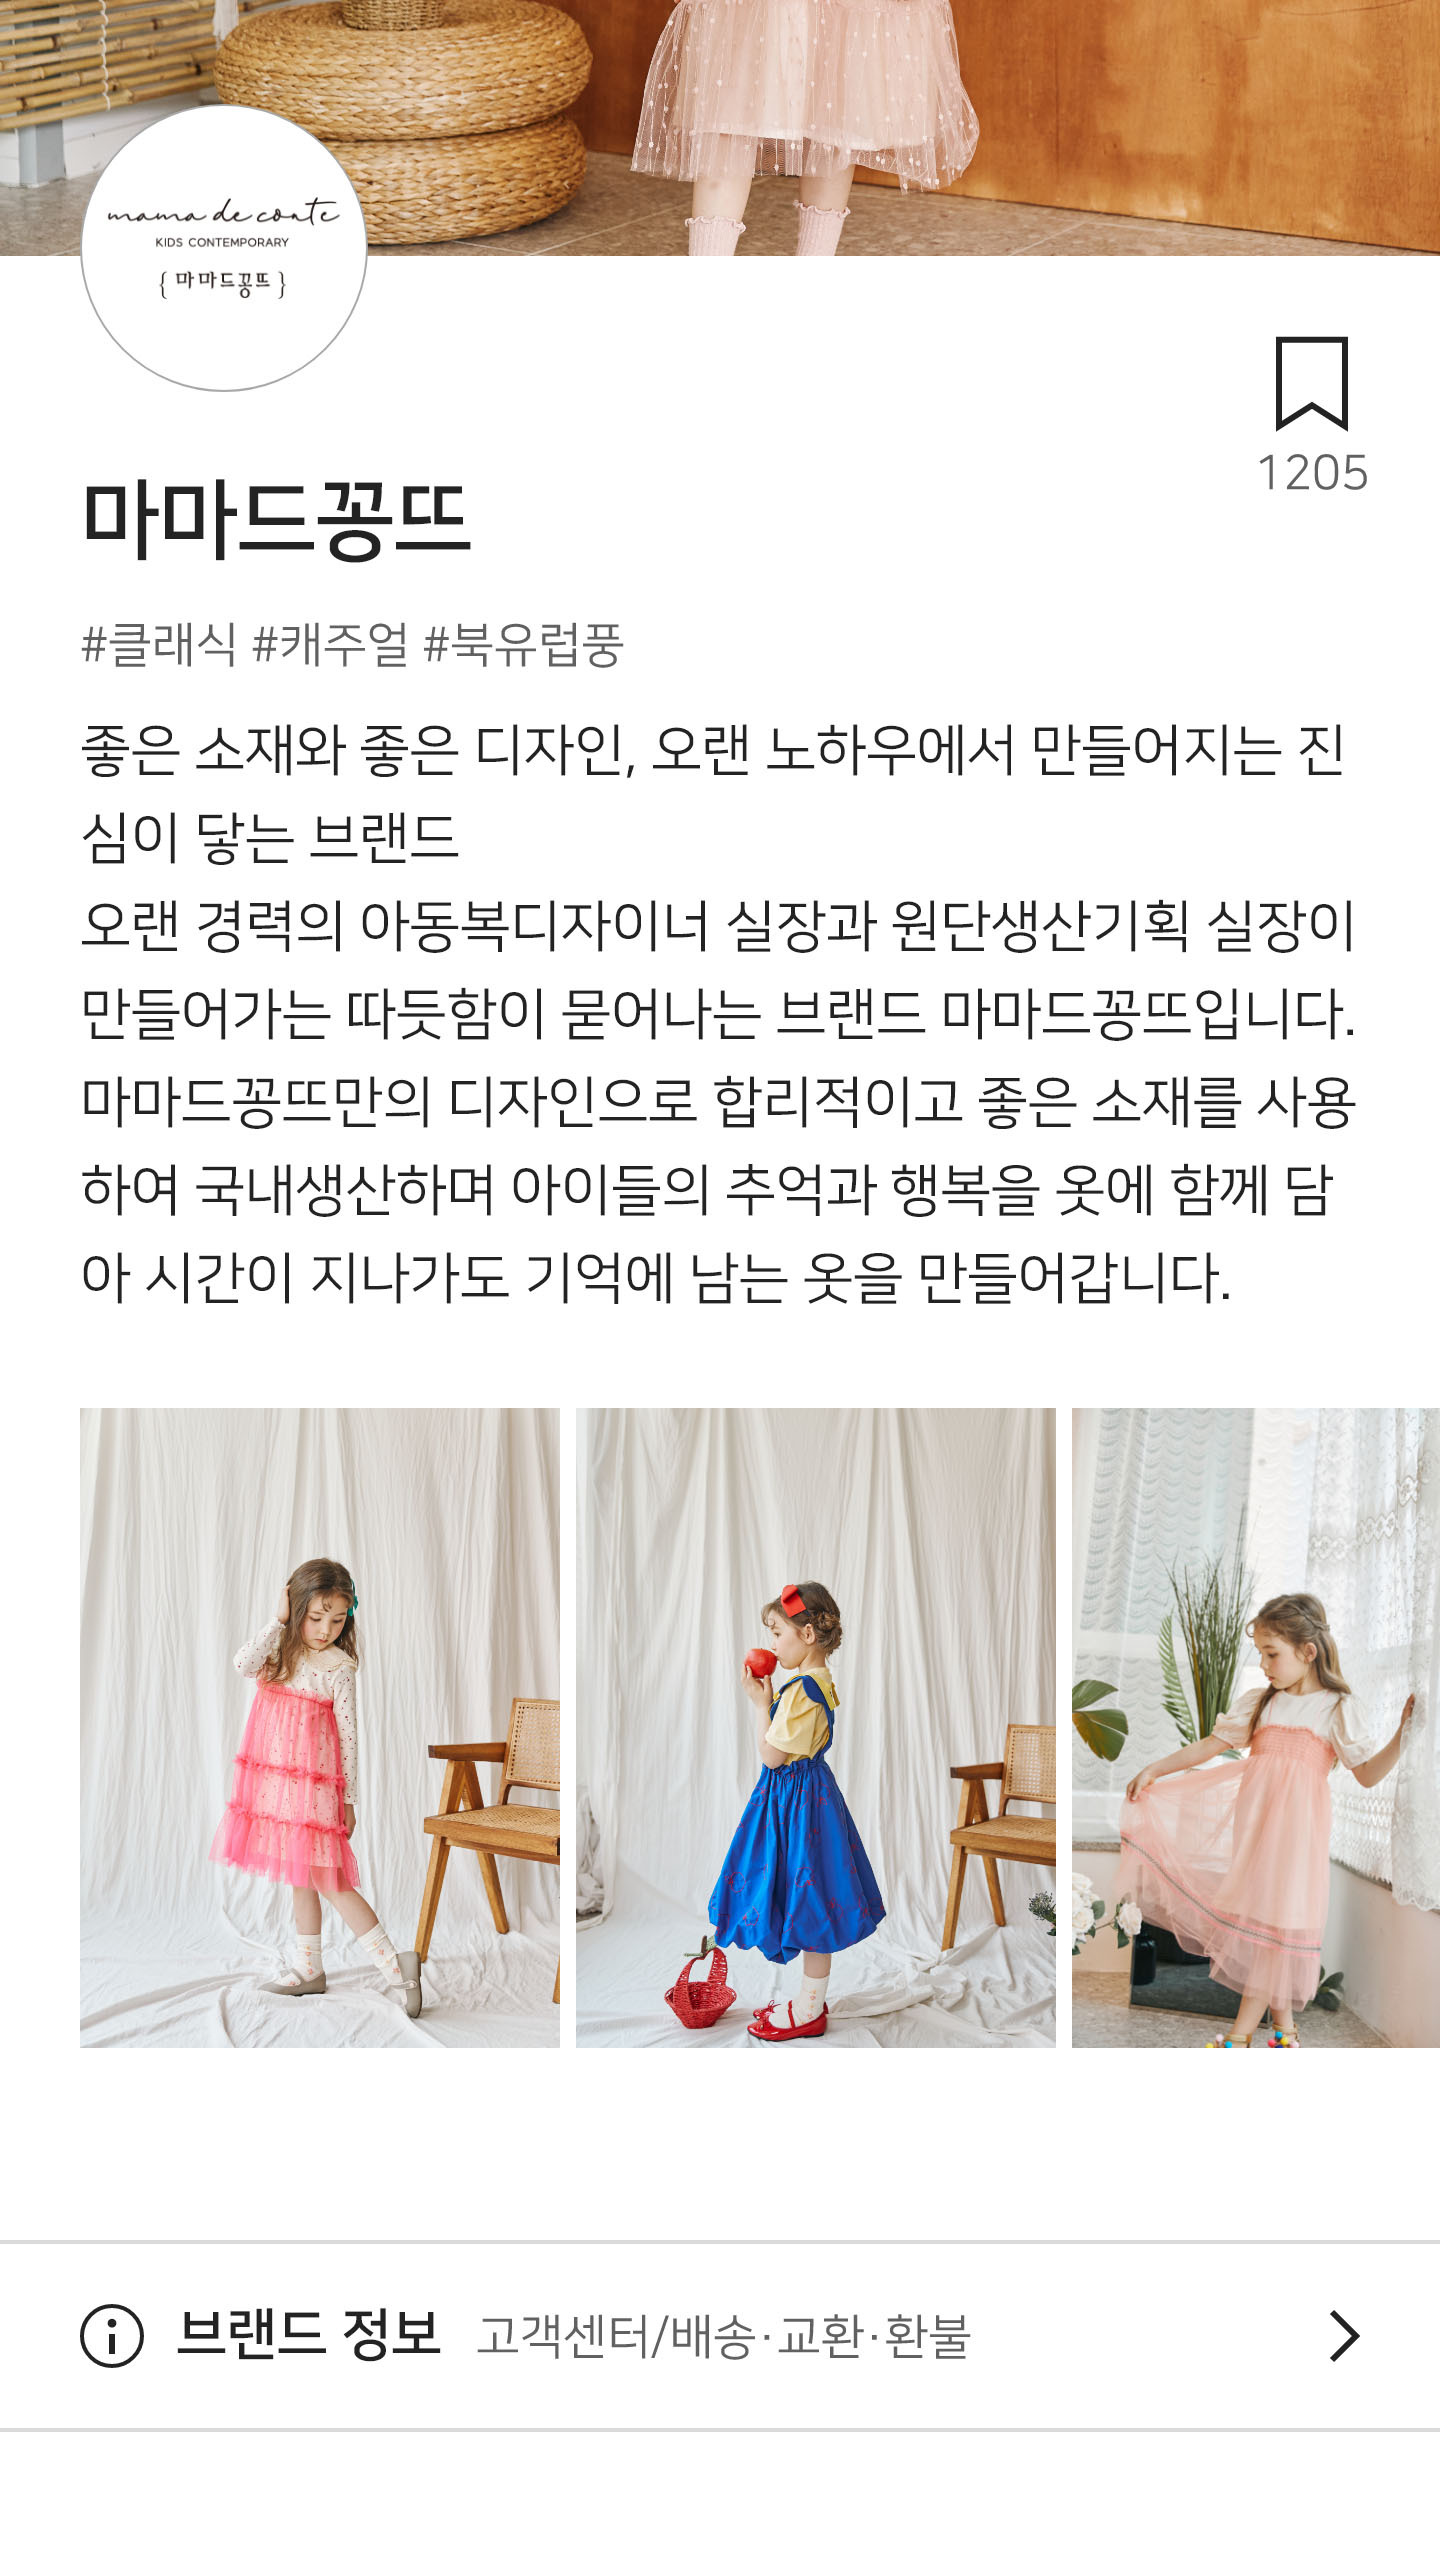 mama de conte
KIDS CONTEMPORARY
{ 마마드꽁뜨 }
1205
마마드꽁뜨
#클래식 #캐주얼 #북유럽풍
좋은 소재와 좋은 디자인, 오랜 노하우에서 만들어지는 진
심이 닿는 브랜드
오랜 경력의 아동복디자이너 실장과 원단생산기획 실장이
만들어가는 따듯함이 묻어나는 브랜드 마마드꽁뜨입니다.
마마드꽁뜨만의 디자인으로 합리적이고 좋은 소재를 사용
하여 국내생산하며 아이들의 추억과 행복을 옷에 함께 담
아 시간이 지나가도 기억에 남는 옷을 만들어갑니다.
브랜드 정보 고객센터/배송·교환·환불